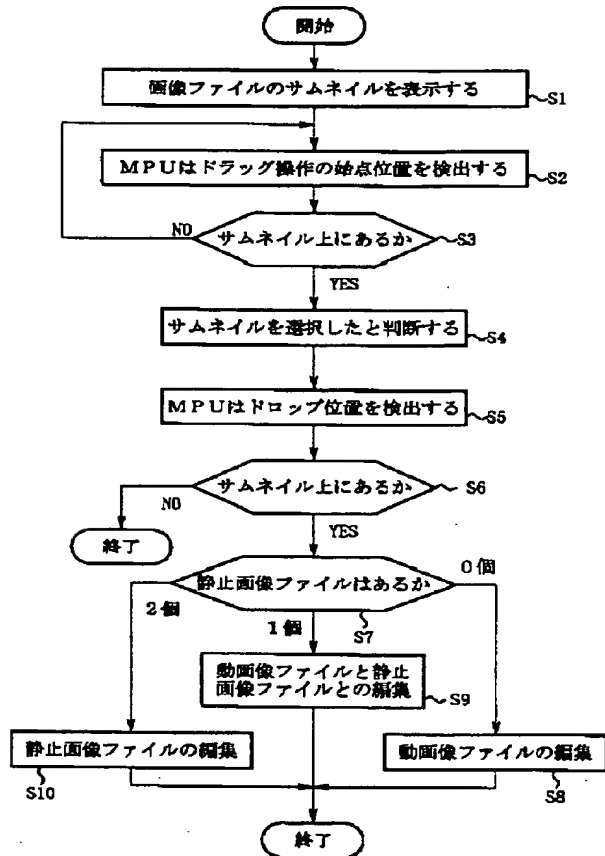 開始
画像ファイルのサムネイルを表示する
S1
MPUはドラッグ操作の始点位置を検出する
S2
サムネイル上にあるか
S3
NO
YES
サムネイルを選択したと判断する
S4
MPUはドロップ位置を検出する
S5
サムネイル上にあるか
S6
NO
YES
終了
静止画像ファイルはあるか
S7
2個
1個
0個
動画像ファイルと静止
画像ファイルとの編集
S9
静止画像ファイルの編集
S10
動画像ファイルの編集
S8
終了